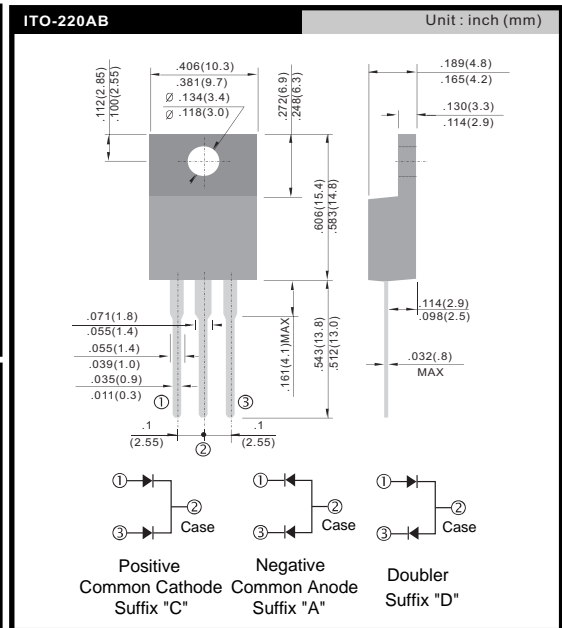 ITO-220AB
Unit : inch (mm)
.406(10.3)
.381(9.7)
Ø .134(3.4)
Ø .118(3.0)
.112(2.85)
.100(2.55)
.272(6.9)
.248(6.3)
.189(4.8)
.165(4.2)
.130(3.3)
.114(2.9)
.606(15.4)
.583(14.8)
.071(1.8)
.055(1.4)
.055(1.4)
.039(1.0)
.035(0.9)
.011(0.3)
.161(4.1)MAX
.543(13.8)
.512(13.0)
.114(2.9)
.098(2.5)
.032(.8)
MAX
①
③
.1
(2.55)
②
.1
(2.55)
①
②
③
Case
Positive
Common Cathode
Suffix "C"
①
②
③
Case
Negative
Common Anode
Suffix "A"
①
②
③
Case
Doubler
Suffix "D"